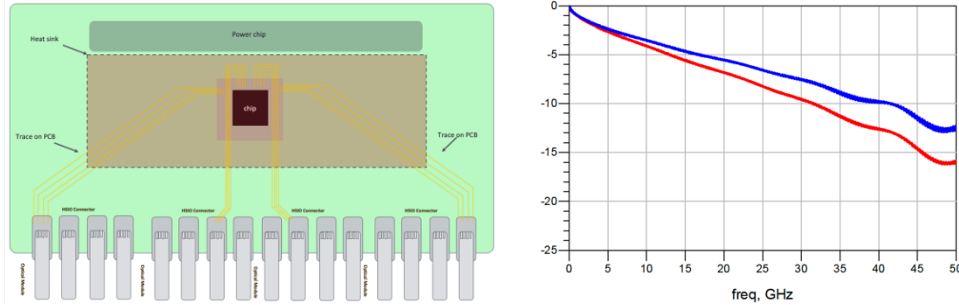 Power chip
Heat sink
chip
Trace on PCB
Trace on PCB
HSIO Connector
HSIO Connector
HSIO Connector
HSIO Connector
Optical Module
Optical Module
Optical Module
Optical Module
0
-5
-10
-15
-20
-25
0 5 10 15 20 25 30 35 40 45 50
freq, GHz